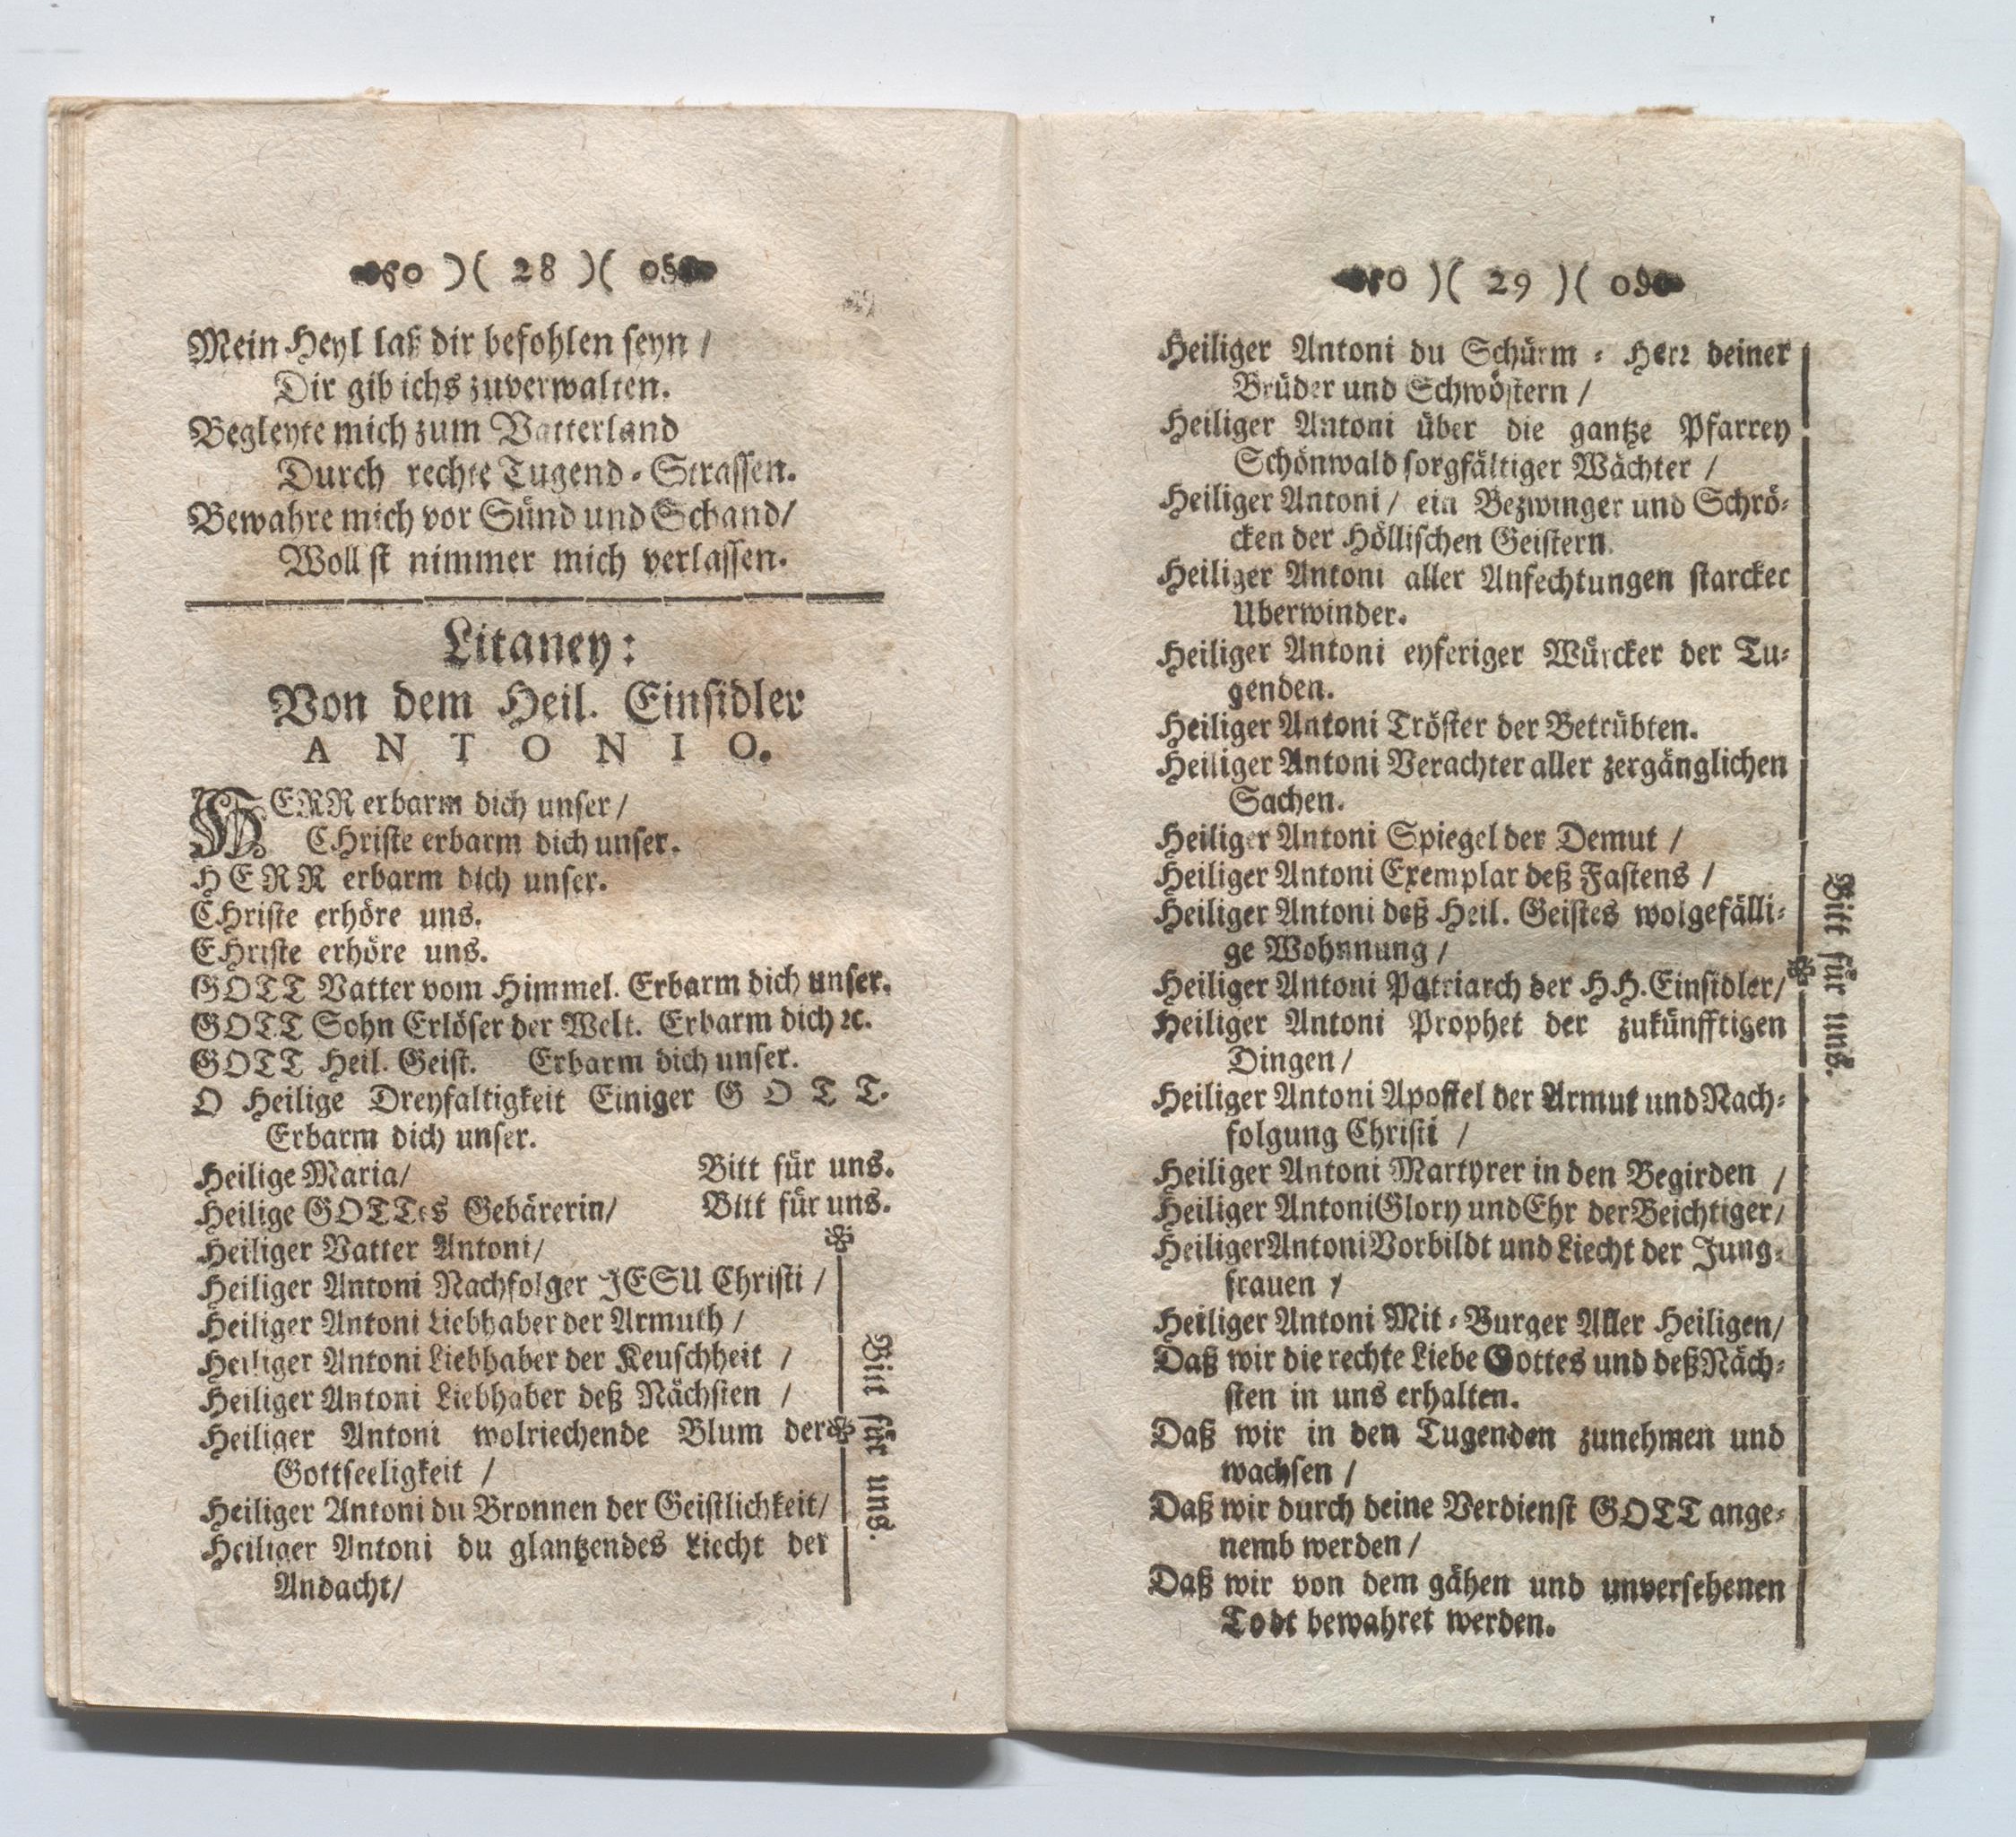 )( 28 )(
Mein Heyl laß dir befohlen seyn /
Dir gib ichs zuverwalten.
Begleyte mich zum Vatterland
Durch rechte Tugend-Strassen.
Bewahre mich vor Sünd und Schand/
Woll st nimmer mich verlassen.
Litaney:
Von dem Heil. Einsidler
ANTONIO.
HERR erbarm dich unser/
CHriste erbarm dich unser.
HERR erbarm dich unser.
CHriste erhöre uns.
CHriste erhöre uns.
GOTT Vatter vom Himmel. Erbarm dich unser.
GOTT Sohn Erlöser der Welt. Erbarm dich ꝛc.
GOTT Heil. Geist. Erbarm dich unser.
O Heilige Dreyfaltigkeit Einiger GOTT.
Erbarm dich unser.
Heilige Maria/ Bitt für uns.
Heilige GOTTes Gebärerin/ Bitt für uns.
Heiliger Vatter Antoni/
Heiliger Antoni Nachfolger JESU Christi /
Heiliger Antoni Liebhaber der Armuth /
Heiliger Antoni Liebhaber der Keuschheit /
Heiliger Antoni Liebhaber deß Nächsten /
Heiliger Antoni wolriechende Blum der
Gottseeligkeit /
Heiliger Antoni du Bronnen der Geistlichkeit/
Heiliger Antoni du glantzendes Liecht der
Andacht/
Bitt für uns.
)( 29 )(
Heiliger Antoni du Schürm-Herr deiner
Brüder und Schwöstern /
Heiliger Antoni über die gantze Pfarrey
Schönwald sorgfältiger Wächter /
Heiliger Antoni/ ein Bezwinger und Schrö-
cken der Höllischen Geistern.
Heiliger Antoni aller Anfechtungen starcker
Uberwinder.
Heiliger Antoni eyferiger Würcker der Tu-
genden.
Heiliger Antoni Tröster der Betrübten.
Heiliger Antoni Verachter aller zergänglichen
Sachen.
Heiliger Antoni Spiegel der Demut /
Heiliger Antoni Exemplar deß Fastens /
Heiliger Antoni deß Heil. Geistes wolgefälli-
ge Wohnnung /
Heiliger Antoni Patriarch der H.H. Einsidler/
Heiliger Antoni Prophet der zukünfftigen
Dingen /
Heiliger Antoni Apostel der Armut und Nach-
folgung Christi /
Heiliger Antoni Martyrer in den Begirden /
Heiliger Antoni Glory und Ehr der Beichtiger/
Heiliger Antoni Vorbildt und Liecht der Jung-
frauen /
Heiliger Antoni Mit-Burger Aller Heiligen/
Daß wir die rechte Liebe Gottes und deß Näch-
sten in uns erhalten.
Daß wir in den Tugenden zunehmen und
wachsen /
Daß wir durch deine Verdienst GOTT ange-
nemb werden /
Daß wir von dem gähen und unversehenen
Todt bewahret werden.
Bitt für uns.